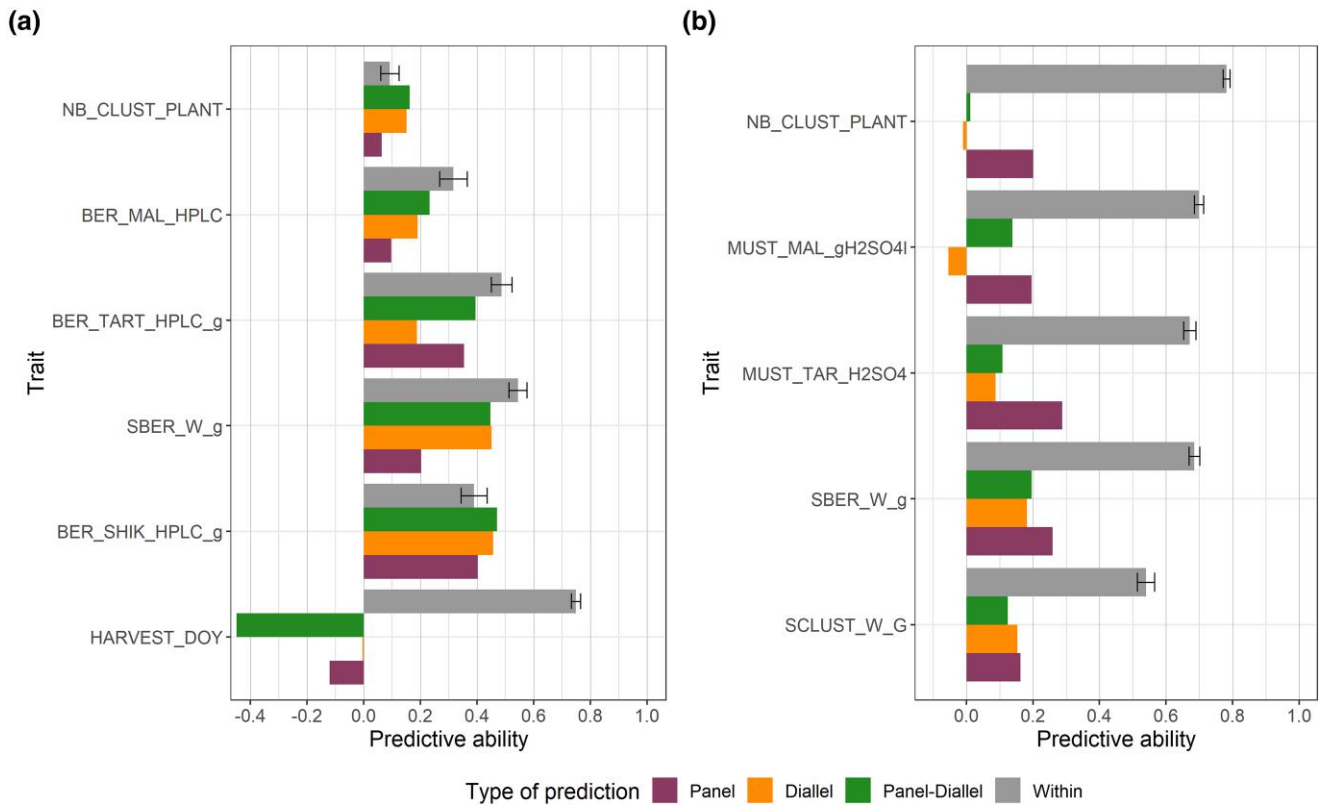 (a)
NB_CLUST_PLANT
BER_MAL_HPLC
BER_TART_HPLC_g
SBER_W_g
BER_SHIK_HPLC_g
HARVEST_DOY
Trait
-0.4 -0.2 0.0 0.2 0.4 0.6 0.8 1.0
Predictive ability
(b)
NB_CLUST_PLANT
MUST_MAL_gH2SO4l
MUST_TAR_H2SO4
SBER_W_g
SCLUST_W_G
Trait
0.0 0.2 0.4 0.6 0.8 1.0
Predictive ability
Type of prediction Panel Diallel Panel-Diallel Within